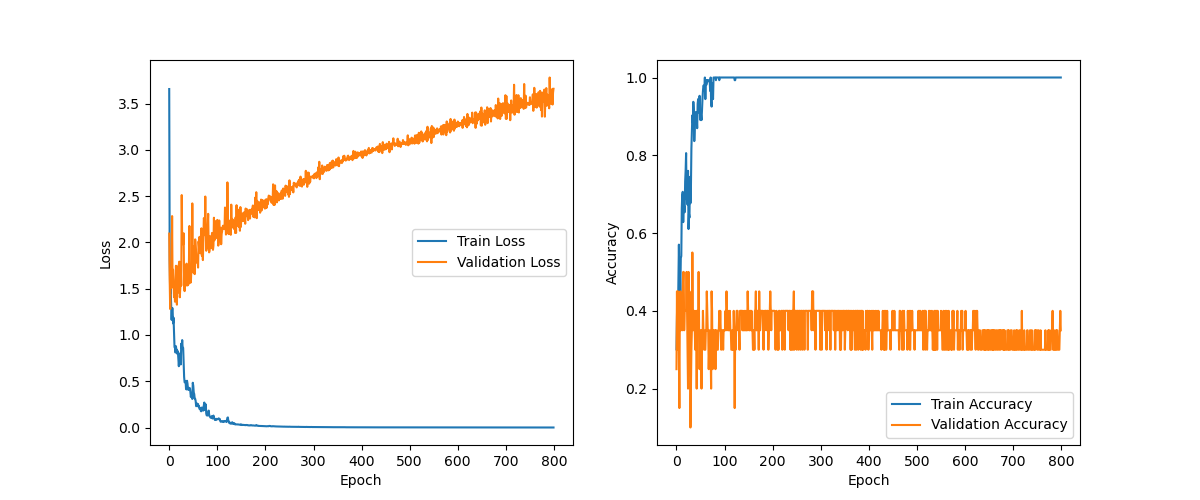 Loss
3.5
3.0
2.5
2.0
1.5
1.0
0.5
0.0
Train Loss
Validation Loss
0 100 200 300 400 500 600 700 800
Epoch
Accuracy
1.0
0.8
0.6
0.4
0.2
Train Accuracy
Validation Accuracy
0 100 200 300 400 500 600 700 800
Epoch